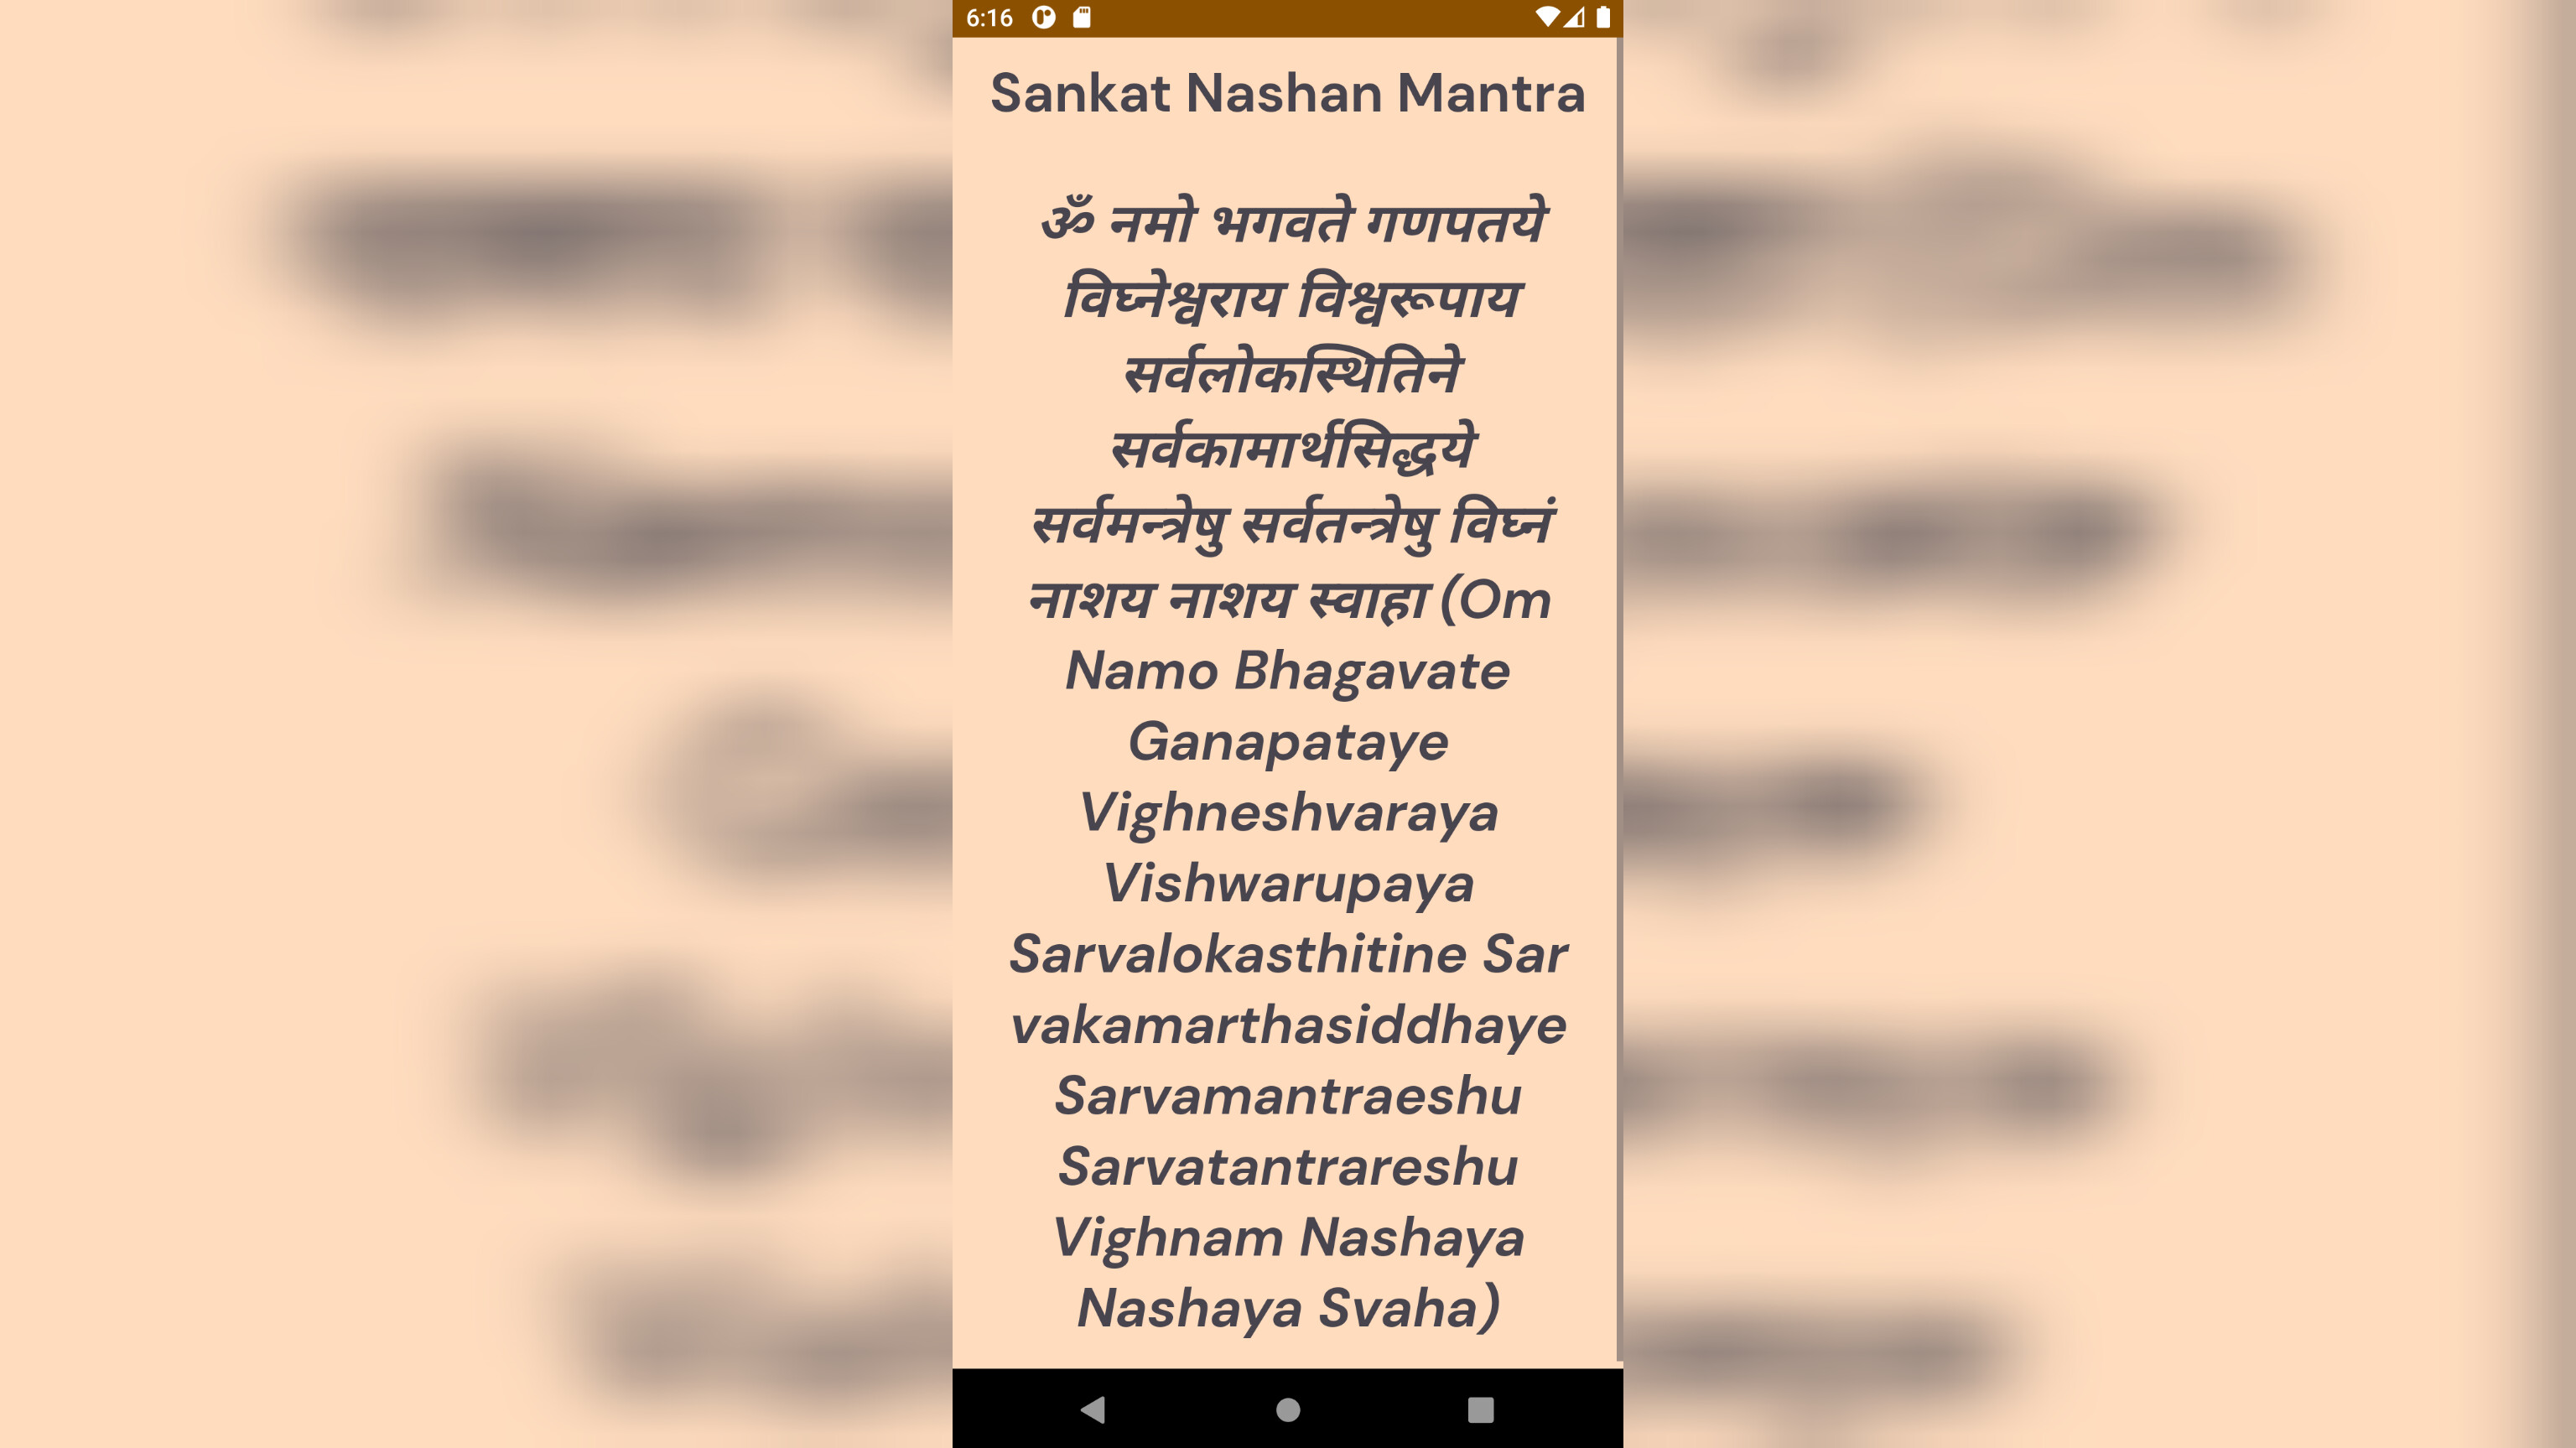 6:16
Sankat Nashan Mantra
ॐ नमो भगवते गणपतये
विघ्नेश्वराय विश्वरूपाय
सर्वलोकस्थितिने
सर्वकामार्थसिद्धये
सर्वमन्त्रेषु सर्वतन्त्रेषु विघ्नं
नाशय नाशय स्वाहा (Om
Namo Bhagavate
Ganapataye
Vighneshvaraya
Vishwarupaya
Sarvalokasthitine Sar
vakamarthasiddhaye
Sarvamantraeshu
Sarvatantrareshu
Vighnam Nashaya
Nashaya Svaha)